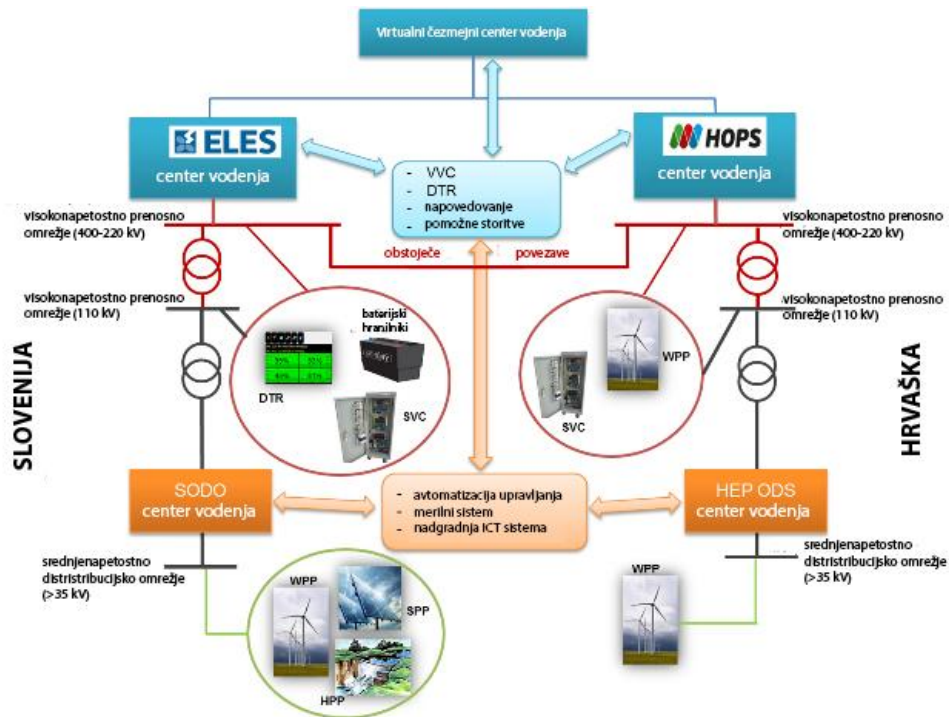 Virtualni čezmejni center vodenja
ELES
center vodenja
HOPS
center vodenja
- VVC
- DTR
- napovedovanje
- pomožne storitve
visokonapetostno prenosno
omrežje (400-220 kV)
visokonapetostno prenosno
omrežje (400-220 kV)
obstoječe
povezave
visokonapetostno prenosno
omrežje (110 kV)
visokonapetostno prenosno
omrežje (110 kV)
baterijski
hranilniki
DTR
SVC
WPP
SVC
SLOVENIJA
HRVAŠKA
SODO
center vodenja
- avtomatizacija upravljanja
- merilni sistem
- nadgradnja ICT sistema
HEP ODS
center vodenja
srednjenapetostno
distristribucijsko omrežje
(>35 kV)
srednjenapetostno
distristribucijsko omrežje
(>35 kV)
WPP
SPP
HPP
WPP